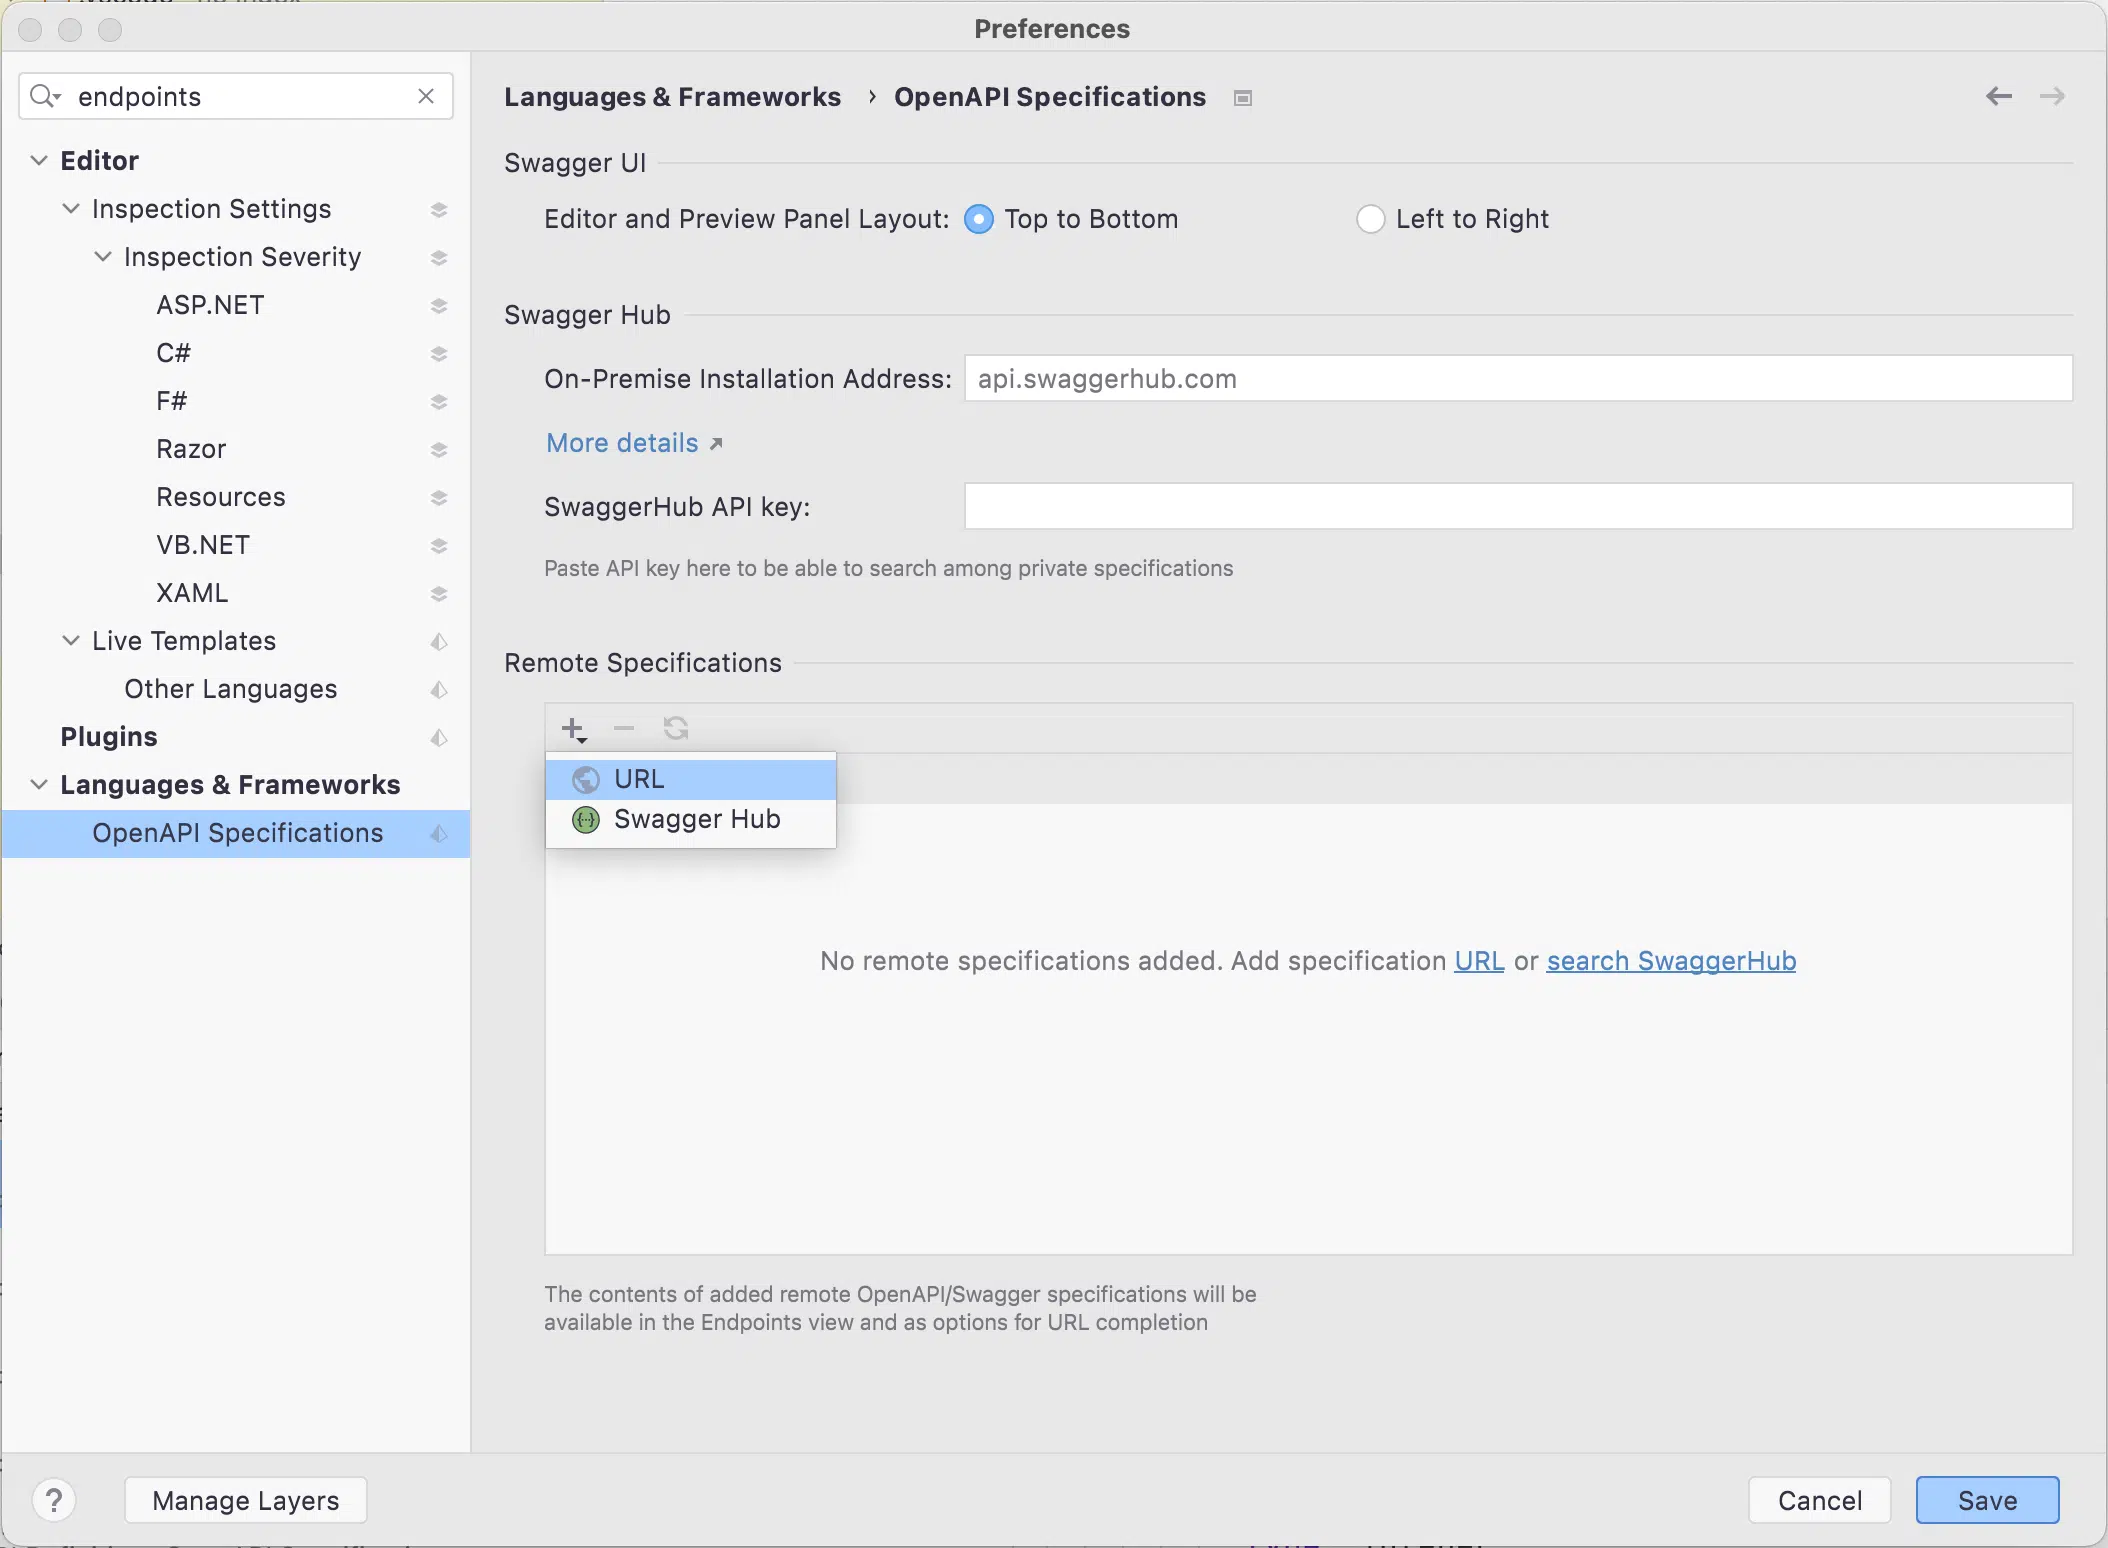 Preferences
endpoints
Editor
Inspection Settings
Inspection Severity
ASP.NET
C#
F#
Razor
Resources
VB.NET
XAML
Live Templates
Other Languages
Plugins
Languages & Frameworks
OpenAPI Specifications
Languages & Frameworks › OpenAPI Specifications
Swagger UI
Editor and Preview Panel Layout: Top to Bottom Left to Right
Swagger Hub
On-Premise Installation Address: api.swaggerhub.com
More details
SwaggerHub API key:
Paste API key here to be able to search among private specifications
Remote Specifications
URL
Swagger Hub
No remote specifications added. Add specification URL or search SwaggerHub
The contents of added remote OpenAPI/Swagger specifications will be
available in the Endpoints view and as options for URL completion
? Manage Layers Cancel Save